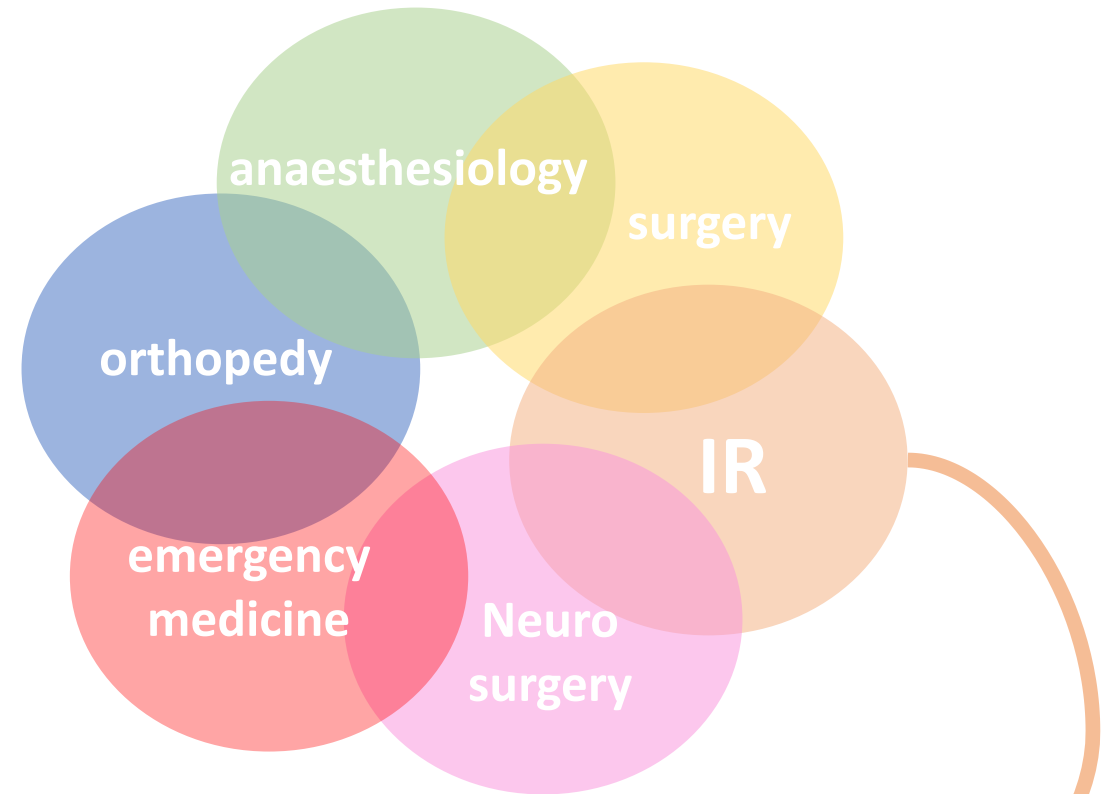 anaesthesiology
surgery
orthopedy
IR
emergency
medicine
Neuro
surgery